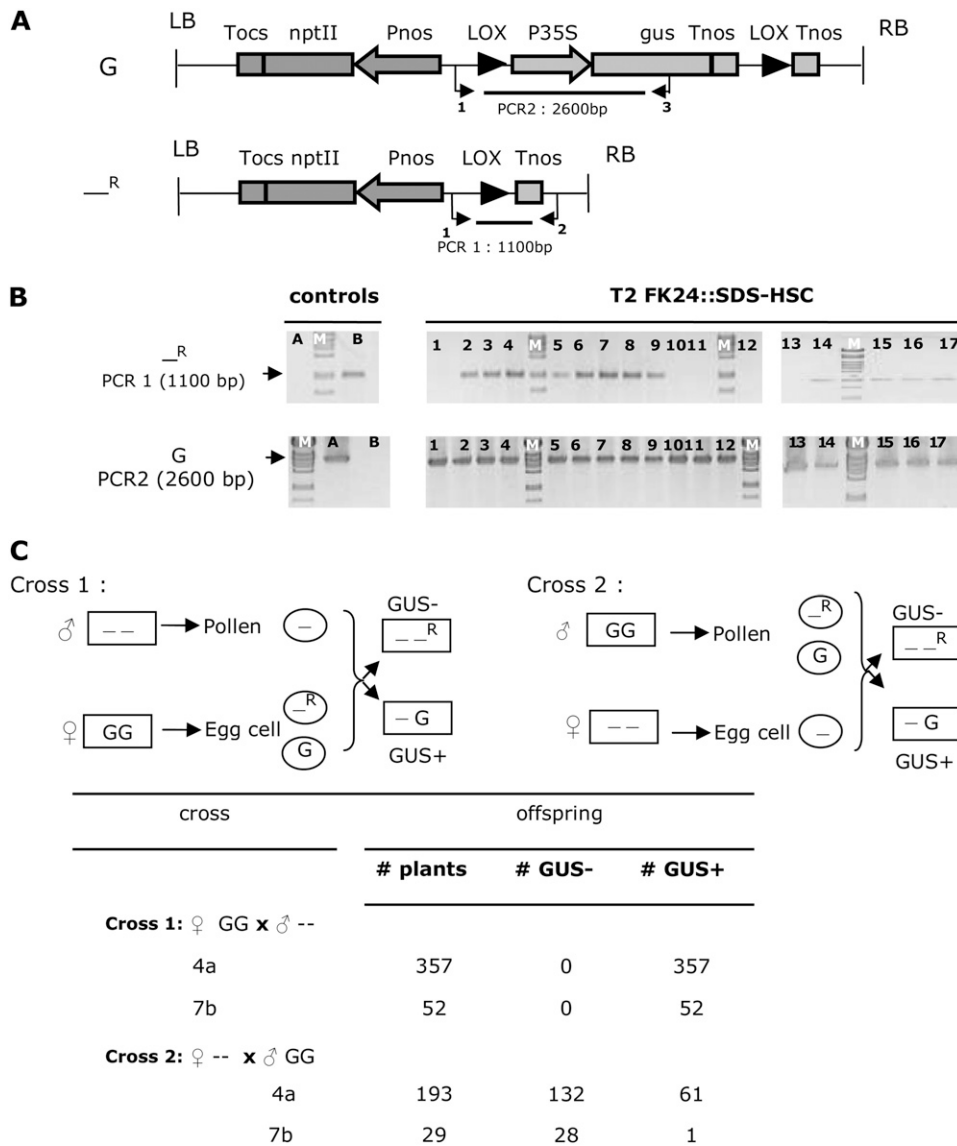 A
LB Tocs nptII Pnos LOX P35S gus Tnos LOX Tnos RB
G
1 3
PCR2 : 2600bp
LB Tocs nptII Pnos LOX Tnos RB
_R
1 2
PCR 1 : 1100bp
B
controls T2 FK24::SDS-HSC
_R
PCR 1 (1100 bp)
A M B 1 2 3 4 M 5 6 7 8 9 10 11 M 12 13 14 M 15 16 17
G
PCR2 (2600 bp)
M A B 1 2 3 4 M 5 6 7 8 9 10 11 12 M 13 14 M 15 16 17
C
Cross 1 :
♂ _ _ Pollen _
♀ GG Egg cell _R G
GUS-
_ _R
– G
GUS+
Cross 2 :
♂ GG Pollen _R G
♀ – – Egg cell _
GUS-
_ _R
– G
GUS+
cross offspring
# plants # GUS- # GUS+
Cross 1: ♀ GG x ♂ --
4a 357 0 357
7b 52 0 52
Cross 2: ♀ -- x ♂ GG
4a 193 132 61
7b 29 28 1